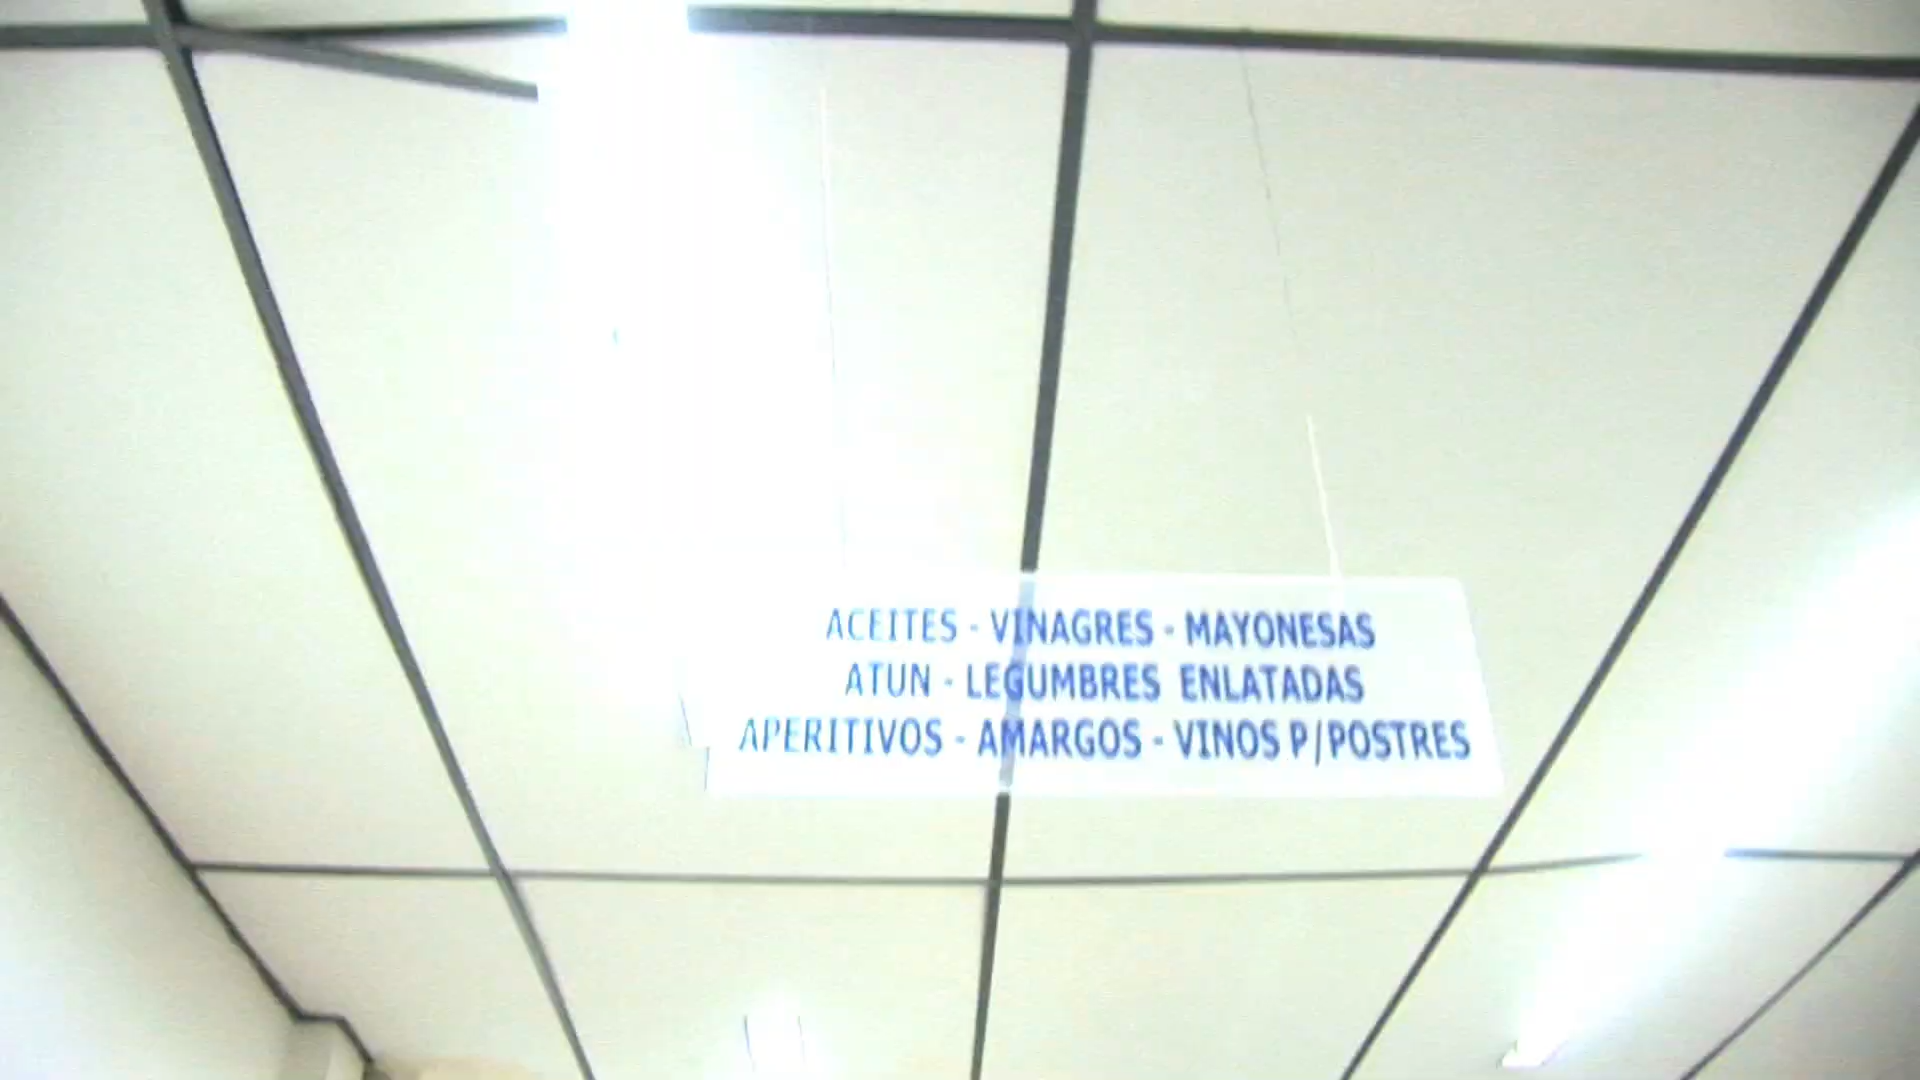 ACEITES - VINAGRES - MAYONESAS
ATUN - LEGUMBRES ENLATADAS
APERITIVOS - AMARGOS - VINOS P/POSTRES